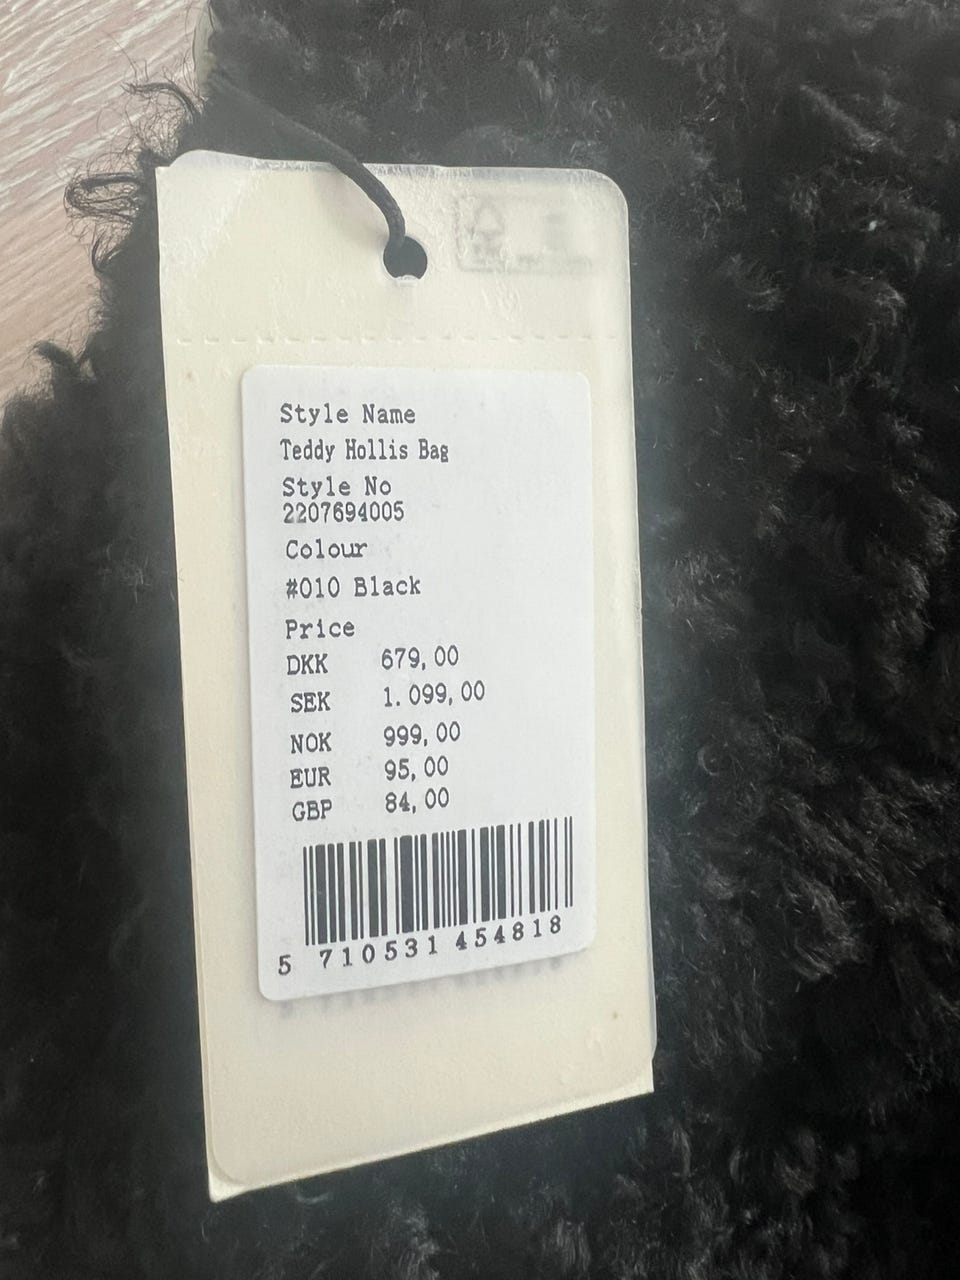 Style Name
Teddy Hollis Bag
Style No
2207694005
Colour
#010 Black
Price
DKK 679,00
SEK 1.099,00
NOK 999,00
EUR 95,00
GBP 84,00
5 710531 454818